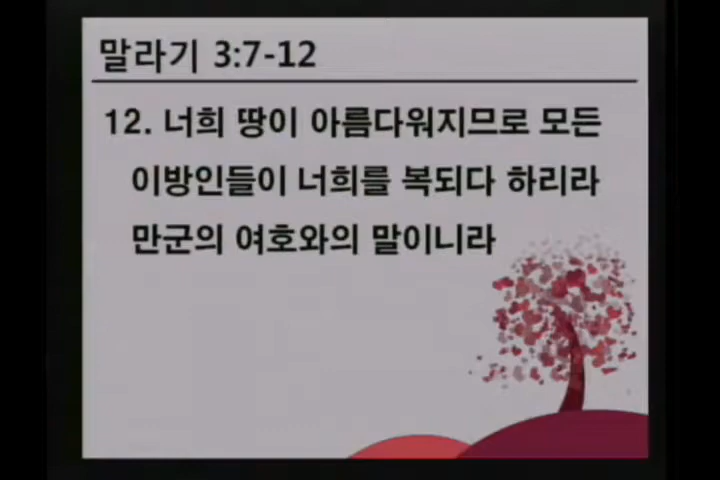 말라기 3:7-12
12. 너희 땅이 아름다워지므로 모든
이방인들이 너희를 복되다 하리라
만군의 여호와의 말이니라